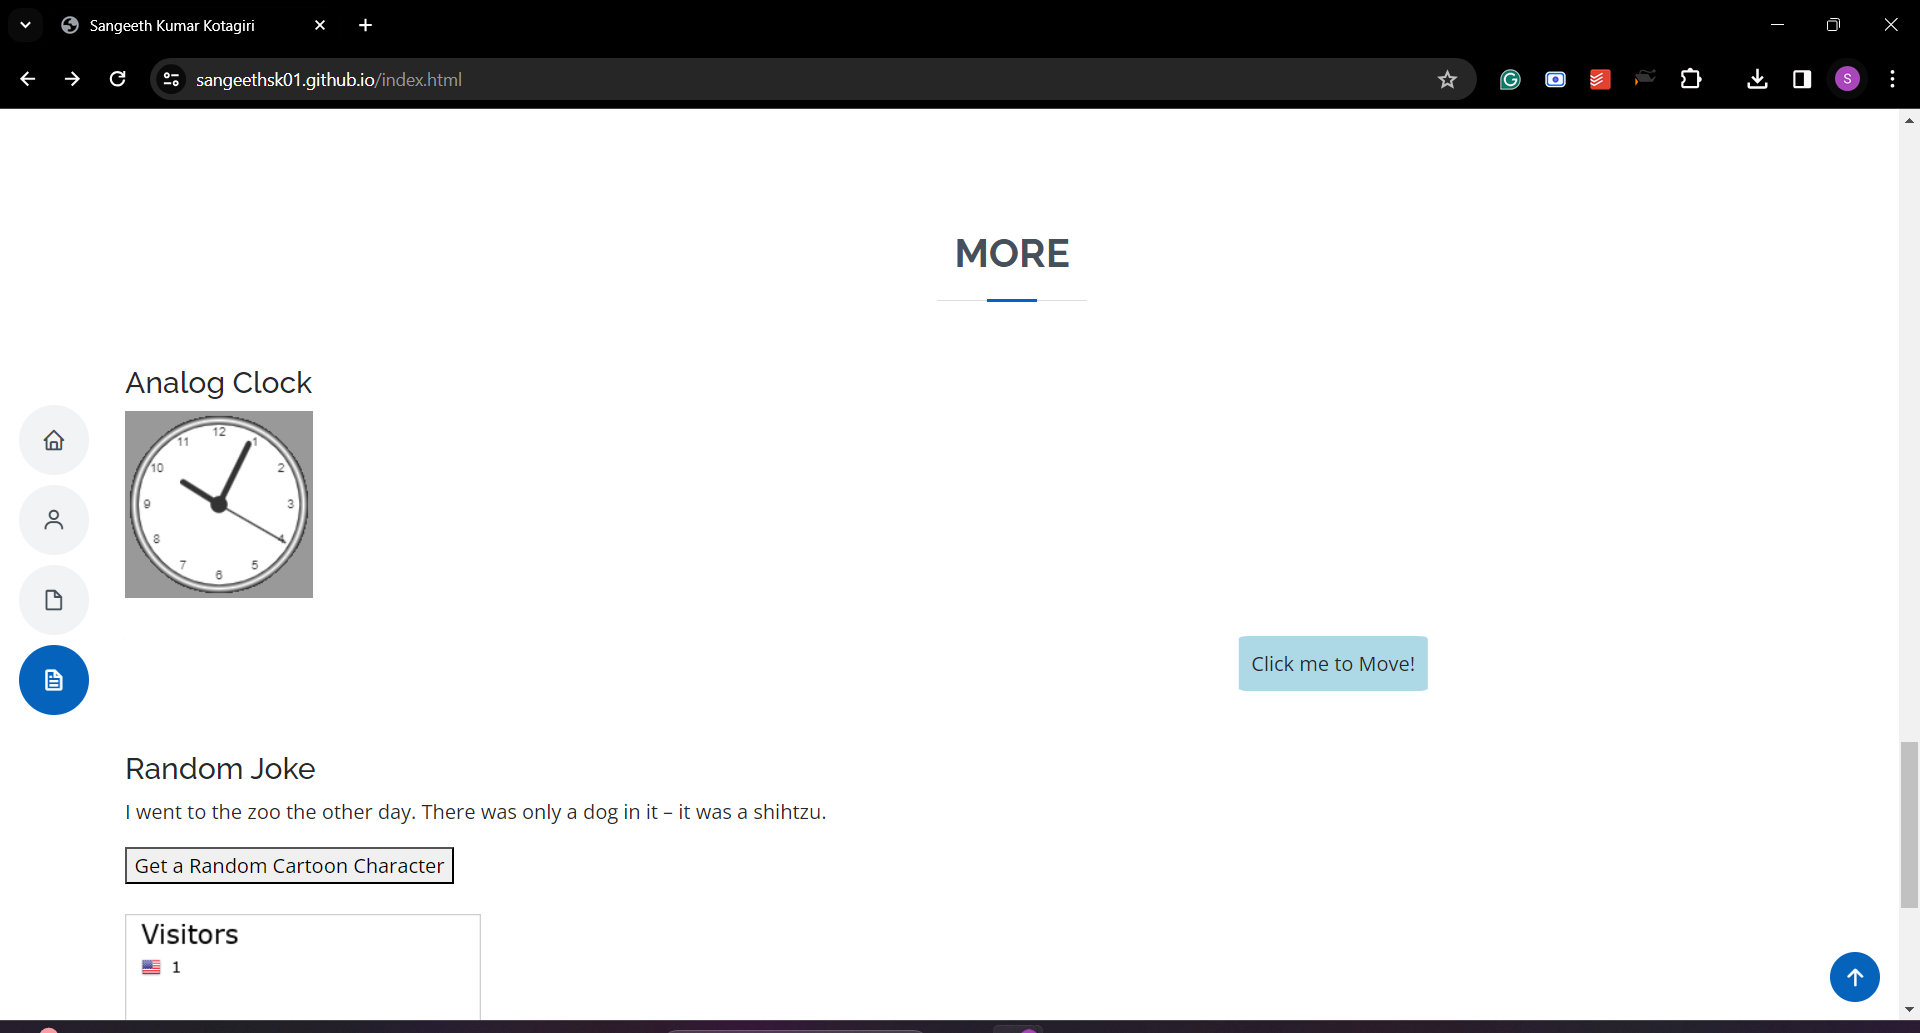 Sangeeth Kumar Kotagiri
sangeethsk01.github.io/index.html
S
MORE
Analog Clock
12
11 1
10 2
9 3
8 4
7 5
6
Click me to Move!
Random Joke
I went to the zoo the other day. There was only a dog in it – it was a shihtzu.
Get a Random Cartoon Character
Visitors
1